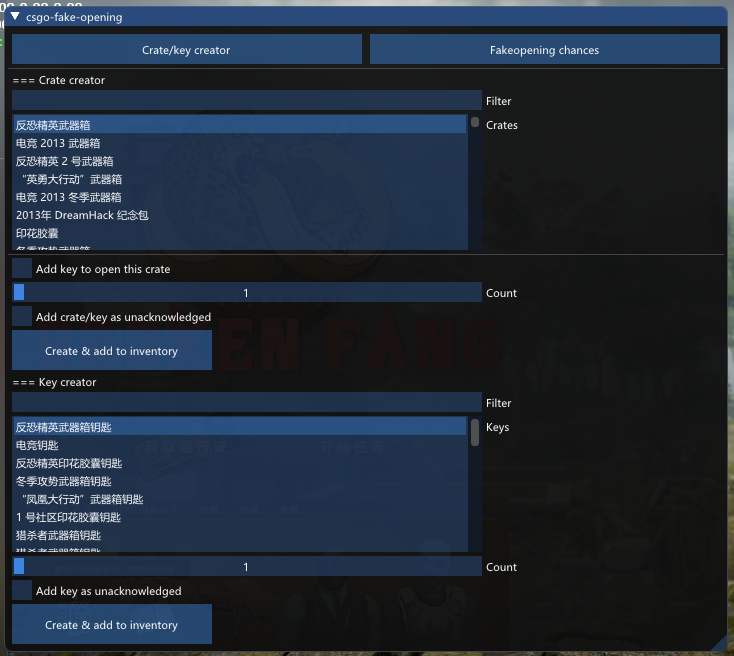 csgo-fake-opening
Crate/key creator
Fakeopening chances
=== Crate creator
Filter
反恐精英武器箱
Crates
电竞 2013 武器箱
反恐精英 2 号武器箱
“英勇大行动”武器箱
电竞 2013 冬季武器箱
2013年 DreamHack 纪念包
印花胶囊
冬季攻势武器箱
Add key to open this crate
1
Count
Add crate/key as unacknowledged
Create & add to inventory
=== Key creator
Filter
反恐精英武器箱钥匙
Keys
电竞钥匙
反恐精英印花胶囊钥匙
冬季攻势武器箱钥匙
“凤凰大行动”武器箱钥匙
1 号社区印花胶囊钥匙
猎杀者武器箱钥匙
1
Count
Add key as unacknowledged
Create & add to inventory